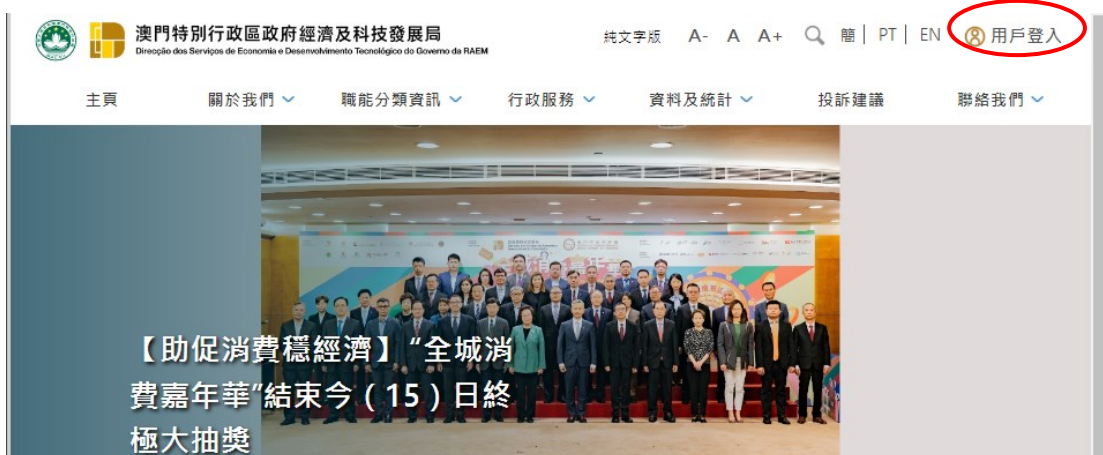 澳門特別行政區政府經濟及科技發展局
Direcção dos Serviços de Economia e Desenvolvimento Tecnológico do Governo da RAEM
純文字版 A- A A+ 簡 | PT | EN 用戶登入
主頁 關於我們 職能分類資訊 行政服務 資料及統計 投訴建議 聯絡我們
【助促消費穩經濟】“全城消
費嘉年華”結束今（15）日終
極大抽獎